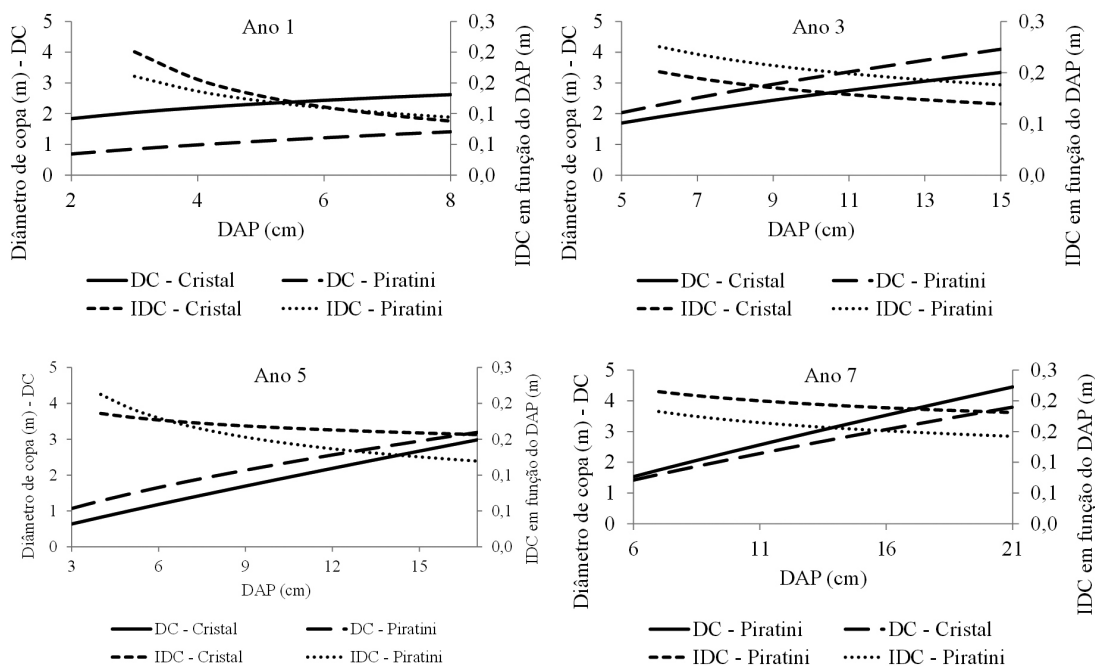 Ano 1
Diâmetro de copa (m) - DC
5
4
3
2
1
0
0,3
0,2
0,2
0,1
0,1
0,0
IDC em função do DAP (m)
2 4 6 8
DAP (cm)
DC - Cristal DC - Piratini
IDC - Cristal IDC - Piratini
Ano 3
Diâmetro de copa (m) - DC
5
4
3
2
1
0
0,3
0,2
0,1
0,0
IDC em função do DAP (m)
5 7 9 11 13 15
DAP (cm)
DC - Cristal DC - Piratini
IDC - Cristal IDC - Piratini
Ano 5
Diâmetro de copa (m) - DC
5
4
3
2
1
0
0,3
0,2
0,2
0,1
0,1
0,0
IDC em função do DAP (m)
3 6 9 12 15
DAP (cm)
DC - Cristal DC - Piratini
IDC - Cristal IDC - Piratini
Ano 7
Diâmetro de copa (m) - DC
5
4
3
2
1
0
0,3
0,2
0,2
0,1
0,1
0,0
IDC em função do DAP (m)
6 11 16 21
DAP (cm)
DC - Piratini DC - Cristal
IDC - Piratini IDC - Piratini